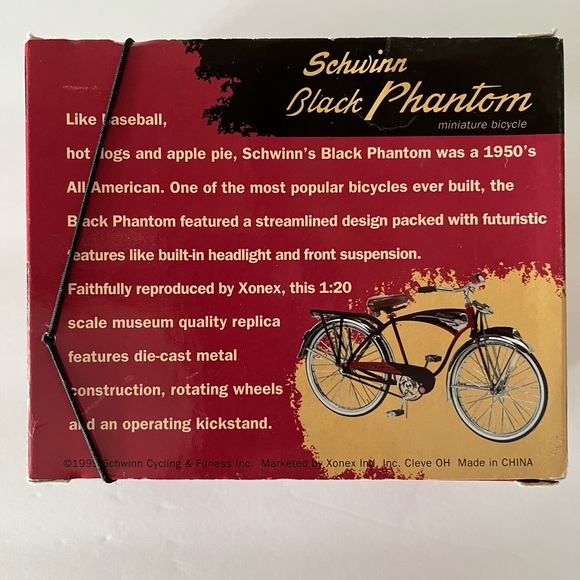 Schwinn
Black Phantom
miniature bicycle
Like baseball,
hot dogs and apple pie, Schwinn's Black Phantom was a 1950's
All American. One of the most popular bicycles ever built, the
Black Phantom featured a streamlined design packed with futuristic
features like built-in headlight and front suspension.
Faithfully reproduced by Xonex, this 1:20
scale museum quality replica
features die-cast metal
construction, rotating wheels
and an operating kickstand.
Schwinn Cycling & Fitness Inc. Marketed by Xonex Intl, Inc. Cleve OH Made in CHINA